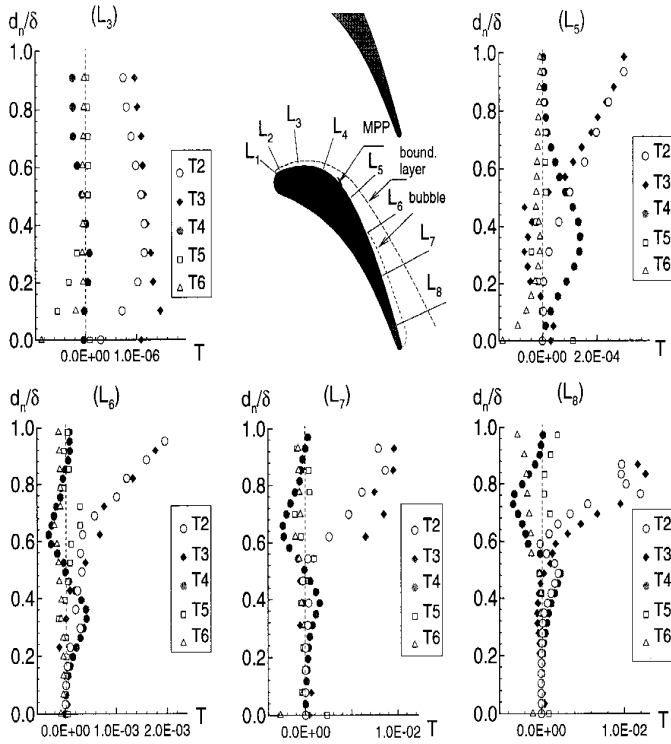 dₙ/δ (L₃)
1.0
0.8
0.6
0.4
0.2
0.0
0.0E+00 1.0E-06 T
T2
T3
T4
T5
T6
L₁
L₂
L₃
L₄
MPP
L₅
bound.
layer
L₆
bubble
L₇
L₈
dₙ/δ (L₅)
1.0
0.8
0.6
0.4
0.2
0.0
0.0E+00 2.0E-04 T
T2
T3
T4
T5
T6
dₙ/δ (L₆)
1.0
0.8
0.6
0.4
0.2
0.0
0.0E+00 1.0E-03 2.0E-03 T
T2
T3
T4
T5
T6
dₙ/δ (L₇)
1.0
0.8
0.6
0.4
0.2
0.0
0.0E+00 1.0E-02 T
T2
T3
T4
T5
T6
dₙ/δ (L₈)
1.0
0.8
0.6
0.4
0.2
0.0
0.0E+00 1.0E-02 T
T2
T3
T4
T5
T6